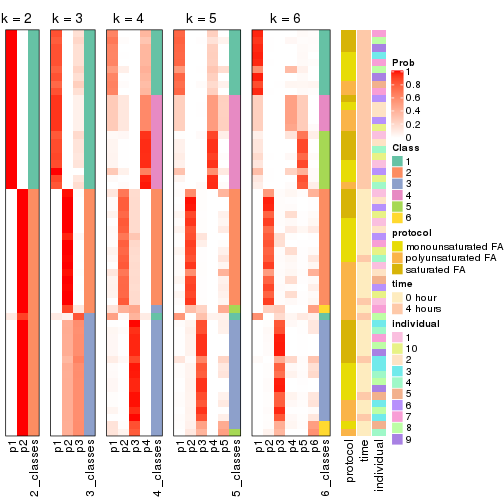 k = 2
k = 3
k = 4
k = 5
k = 6
p1
p2
2_classes
p1
p2
p3
3_classes
p1
p2
p3
p4
4_classes
p1
p2
p3
p4
p5
5_classes
p1
p2
p3
p4
p5
p6
6_classes
protocol
time
individual
Prob
1
0.8
0.6
0.4
0.2
0
Class
1
2
3
4
5
6
protocol
monounsaturated FA
polyunsaturated FA
saturated FA
time
0 hour
4 hours
individual
1
10
2
3
4
5
6
7
8
9